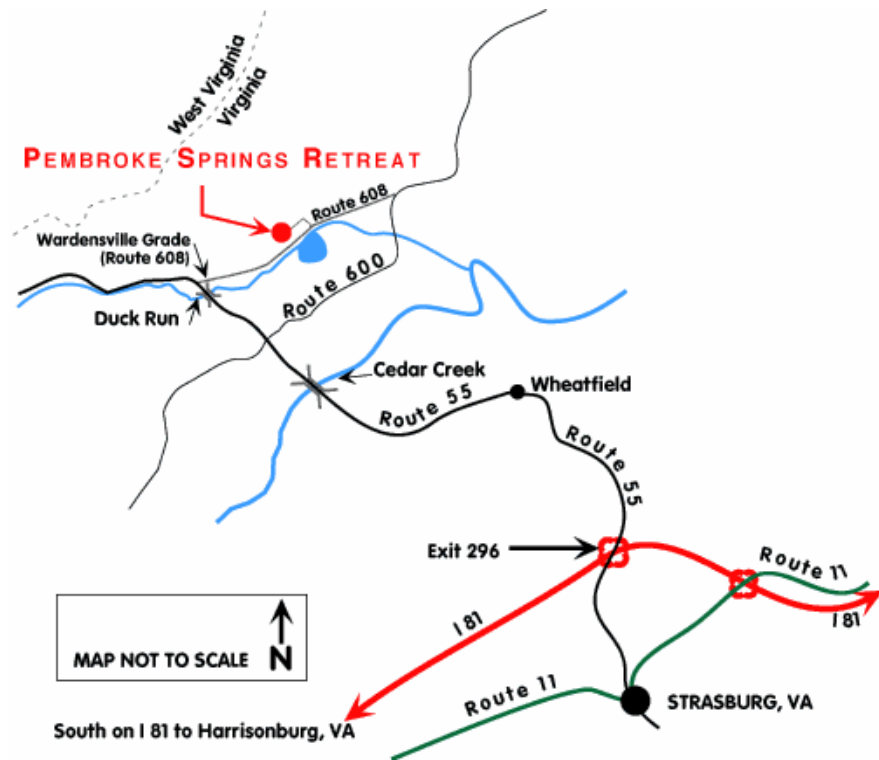 West Virginia
Virginia
PEMBROKE SPRINGS RETREAT
Route 608
Wardensville Grade
(Route 608)
Route 600
Duck Run
Cedar Creek
Wheatfield
Route 55
Route 55
Exit 296
Route 11
I 81
I 81
MAP NOT TO SCALE
N
Route 11
STRASBURG, VA
South on I 81 to Harrisonburg, VA